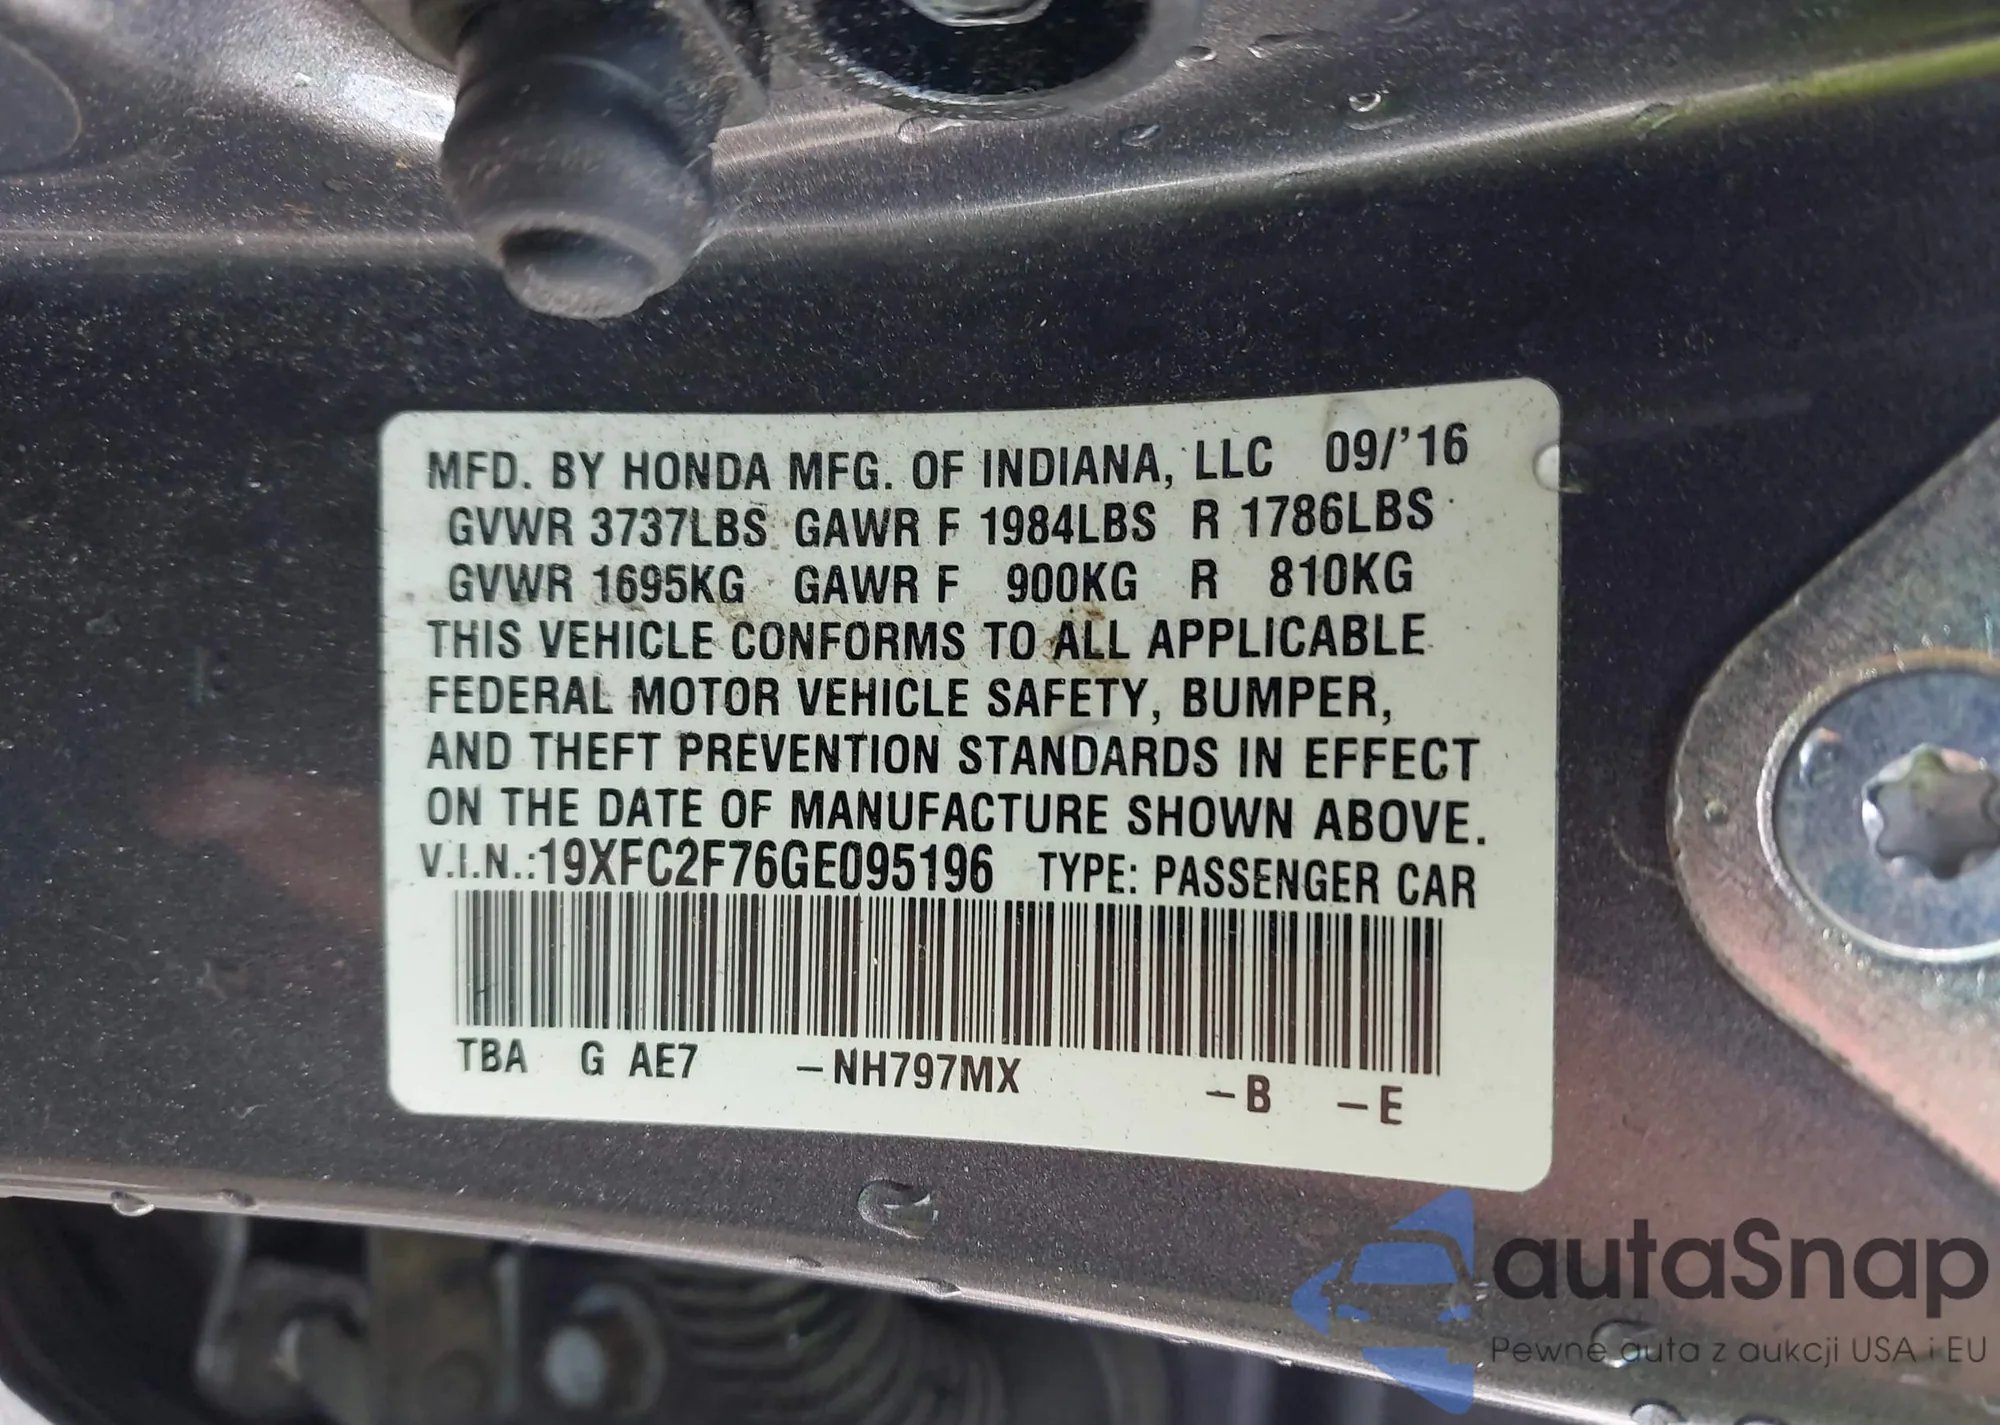 MFD. BY HONDA MFG. OF INDIANA, LLC 09/'16
GVWR 3737LBS GAWR F 1984LBS R 1786LBS
GVWR 1695KG GAWR F 900KG R 810KG
THIS VEHICLE CONFORMS TO ALL APPLICABLE
FEDERAL MOTOR VEHICLE SAFETY, BUMPER,
AND THEFT PREVENTION STANDARDS IN EFFECT
ON THE DATE OF MANUFACTURE SHOWN ABOVE.
V.I.N.:19XFC2F76GE095196 TYPE: PASSENGER CAR
TBA G AE7 –NH797MX –B –E
autaSnap
Pewne auta z aukcji USA i EU